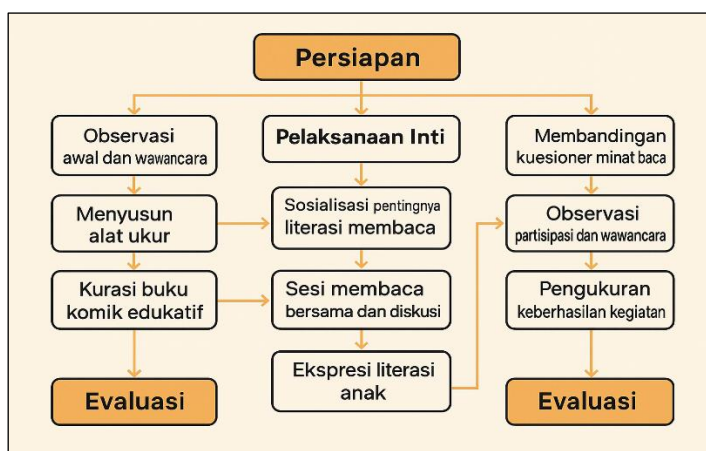 Persiapan
Observasi
awal dan wawancara
Menyusun
alat ukur
Kurasi buku
komik edukatif
Evaluasi
Pelaksanaan Inti
Sosialisasi pentingnya
literasi membaca
Sesi membaca
bersama dan diskusi
Ekspresi literasi
anak
Membandingan
kuesioner minat baca
Observasi
partisipasi dan wawancara
Pengukuran
keberhasilan kegiatan
Evaluasi